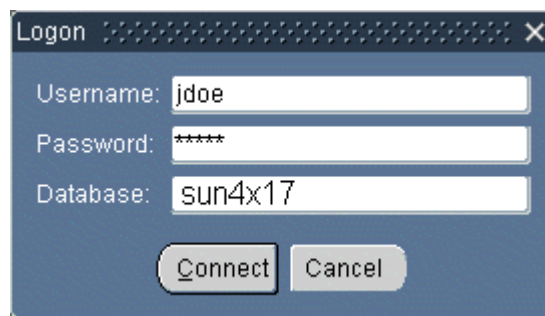 Logon
Username: jdoe
Password: *****
Database: sun4x17
Connect Cancel